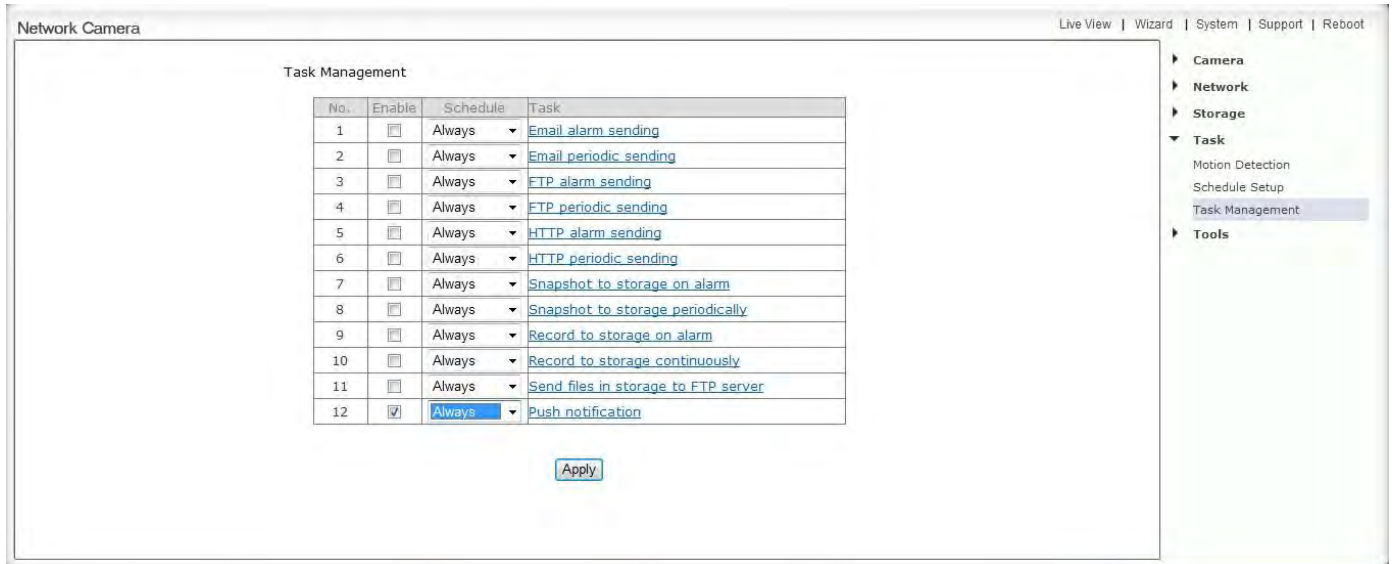 Network Camera
Live View | Wizard | System | Support | Reboot
Task Management
No. Enable Schedule Task
1 Always Email alarm sending
2 Always Email periodic sending
3 Always FTP alarm sending
4 Always FTP periodic sending
5 Always HTTP alarm sending
6 Always HTTP periodic sending
7 Always Snapshot to storage on alarm
8 Always Snapshot to storage periodically
9 Always Record to storage on alarm
10 Always Record to storage continuously
11 Always Send files in storage to FTP server
12 Always Push notification
Apply
Camera
Network
Storage
Task
Motion Detection
Schedule Setup
Task Management
Tools